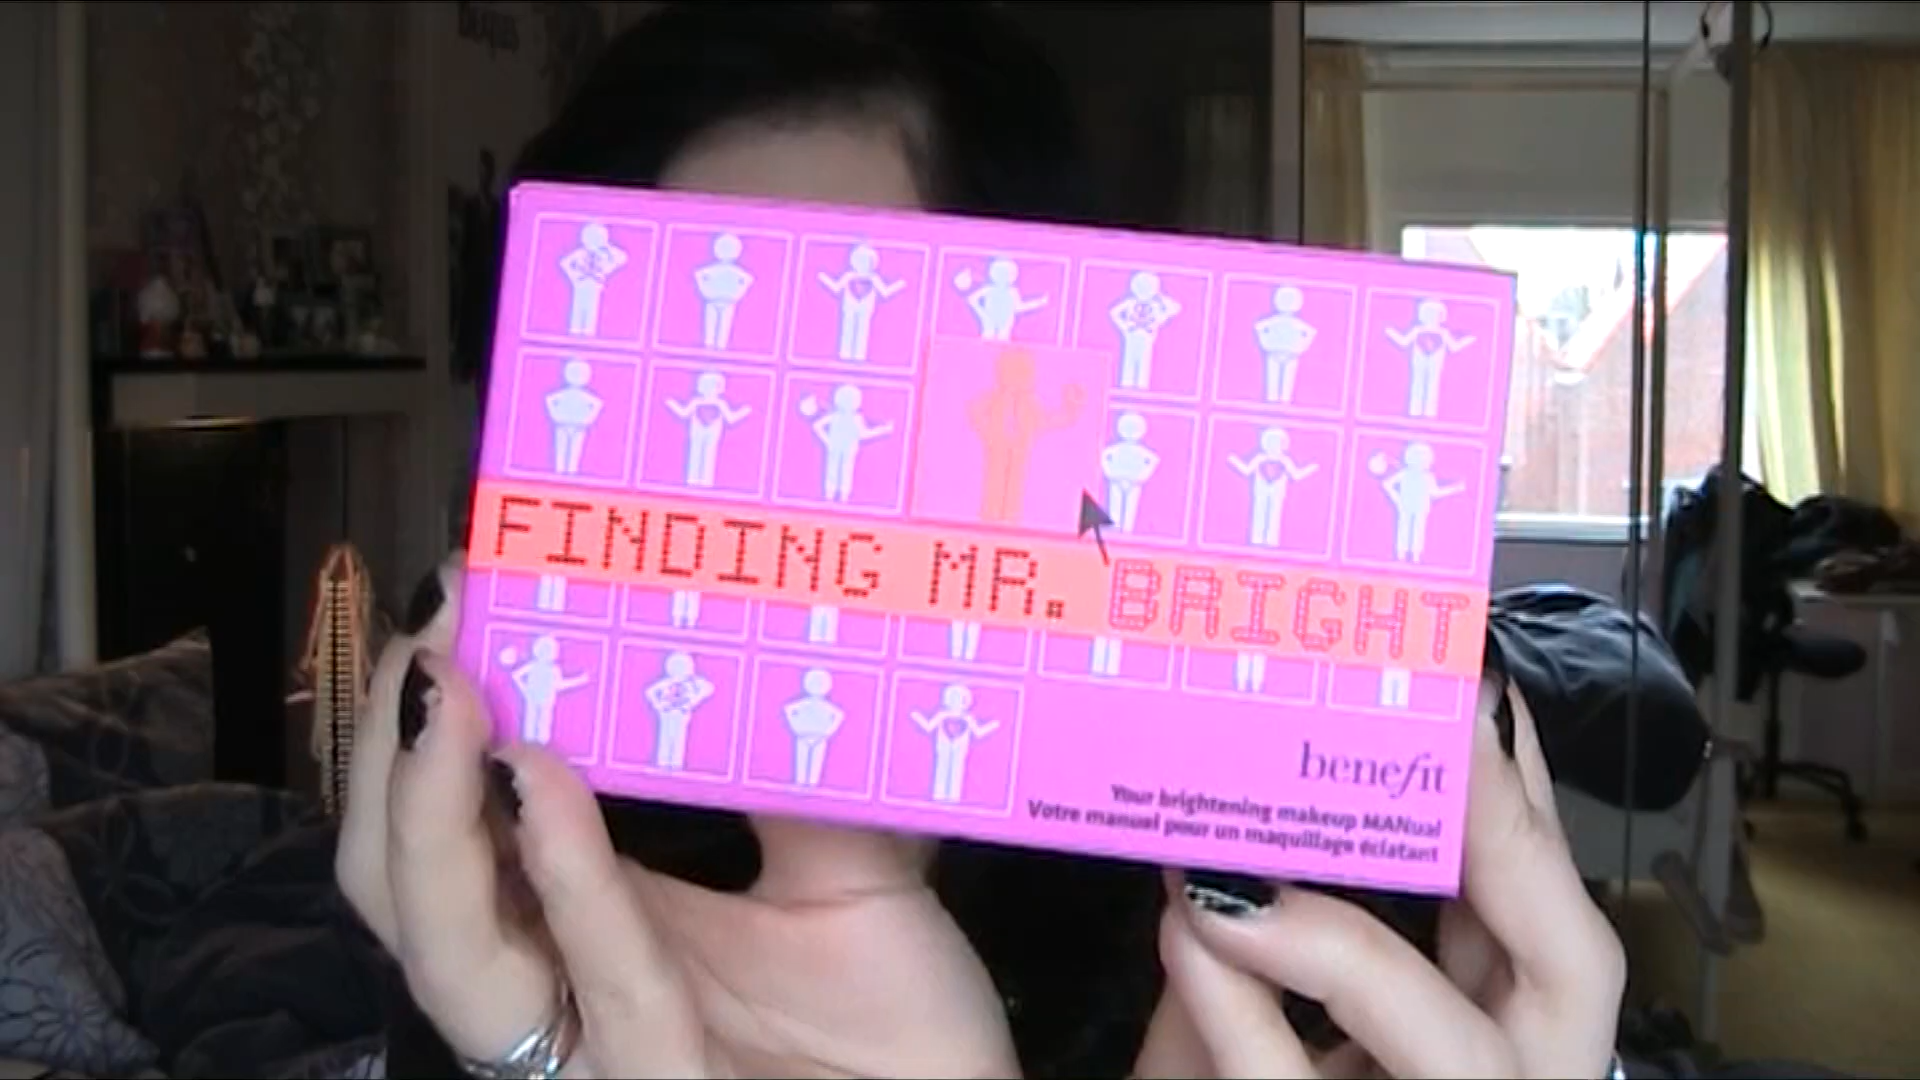 FINDING MR. BRIGHT
benefit
Your brightening makeup MANual
Votre manuel pour un maquillage éclatant